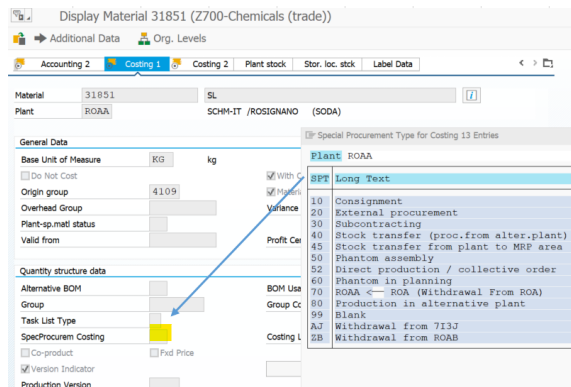 Display Material 31851 (Z700-Chemicals (trade))
Additional Data Org. Levels
Accounting 2 Costing 1 Costing 2 Plant stock Stor. loc. stck Label Data
Material 31851 SL
Plant ROAA SCHM-IT /ROSIGNANO (SODA)
General Data
Base Unit of Measure KG kg
Do Not Cost With
Origin group 4109
Overhead Group Variance
Plant-sp.matl status
Valid from Profit
Quantity structure data
Alternative BOM BOM
Group Group
Task List Type
SpecProcurem Costing Costing
Co-product Fxd Price
Version Indicator
Production Version
Special Procurement Type for Costing 13 Entries
Plant ROAA
SPT Long Text
10 Consignment
20 External procurement
30 Subcontracting
40 Stock transfer (proc.from alter.plant)
45 Stock transfer from plant to MRP area
50 Phantom assembly
52 Direct production / collective order
60 Phantom in planning
70 ROAA <— ROA (Withdrawal From ROA)
80 Production in alternative plant
99 Blank
AJ Withdrawal from 7I3J
ZB Withdrawal from ROAB